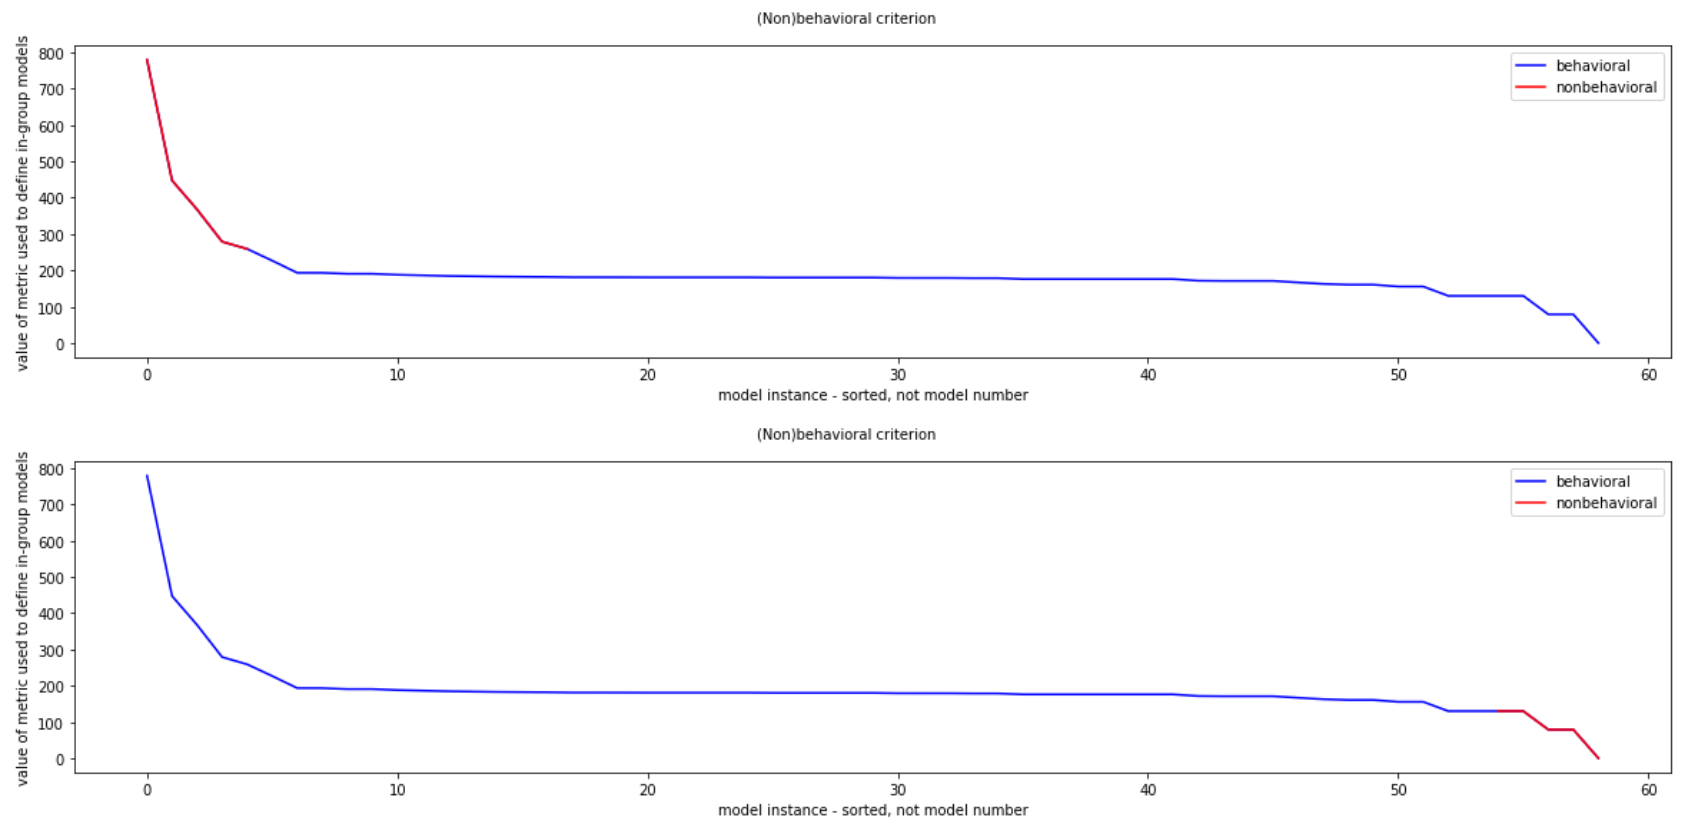 (Non)behavioral criterion
value of metric used to define in-group models
800
700
600
500
400
300
200
100
0
behavioral
nonbehavioral
0 10 20 30 40 50 60
model instance - sorted, not model number
(Non)behavioral criterion
value of metric used to define in-group models
800
700
600
500
400
300
200
100
0
behavioral
nonbehavioral
0 10 20 30 40 50 60
model instance - sorted, not model number